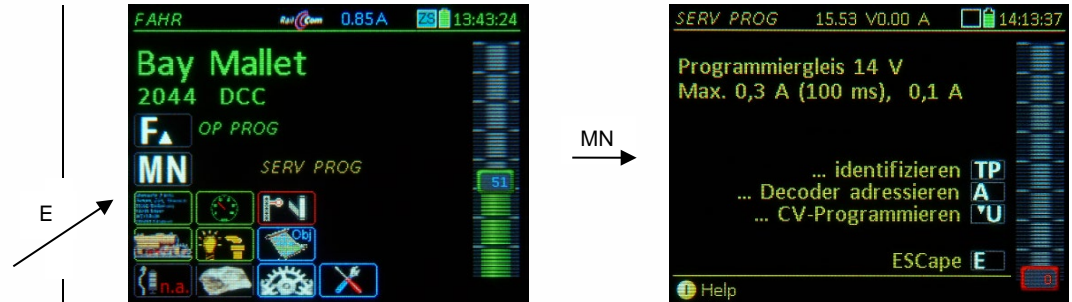 E
FAHR RailCom 0.85A ZS 13:43:24
Bay Mallet
2044 DCC
F▲ OP PROG
MN SERV PROG
51
Obj
n.a.
MN
SERV PROG 15.53 V0.00 A 14:13:37
Programmiergleis 14 V
Max. 0,3 A (100 ms), 0,1 A
... identifizieren TP
... Decoder adressieren A
... CV-Programmieren ▼U
ESCape E
0
i Help